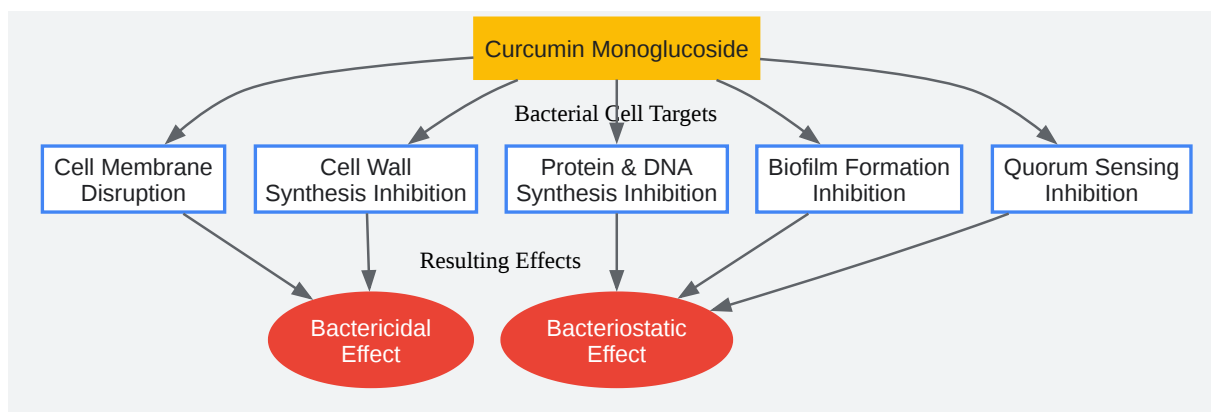 Curcumin Monoglucoside
Bacterial Cell Targets
Cell Membrane
Disruption
Cell Wall
Synthesis Inhibition
Protein & DNA
Synthesis Inhibition
Biofilm Formation
Inhibition
Quorum Sensing
Inhibition
Resulting Effects
Bactericidal
Effect
Bacteriostatic
Effect